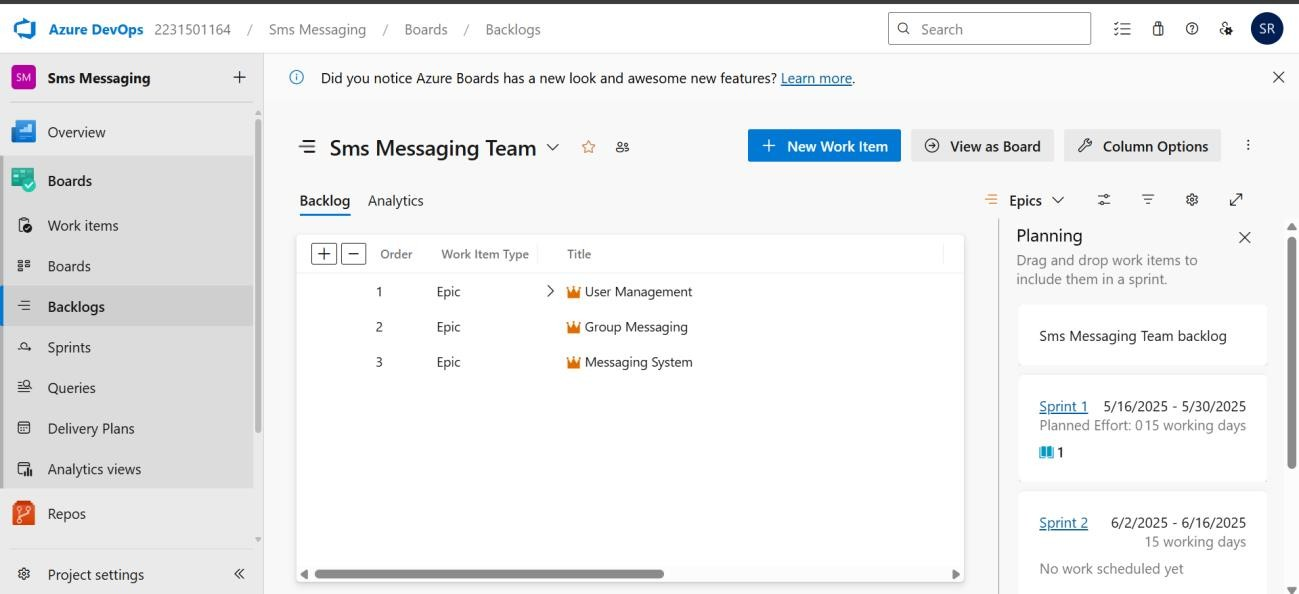 Azure DevOps 2231501164 / Sms Messaging / Boards / Backlogs Search SR
SM Sms Messaging +
Did you notice Azure Boards has a new look and awesome new features? Learn more.
Overview
Boards
Work items
Boards
Backlogs
Sprints
Queries
Delivery Plans
Analytics views
Repos
Project settings
Sms Messaging Team
+ New Work Item View as Board Column Options
Backlog Analytics Epics
Order Work Item Type Title
1 Epic User Management
2 Epic Group Messaging
3 Epic Messaging System
Planning
Drag and drop work items to
include them in a sprint.
Sms Messaging Team backlog
Sprint 1 5/16/2025 - 5/30/2025
Planned Effort: 0 15 working days
1
Sprint 2 6/2/2025 - 6/16/2025
15 working days
No work scheduled yet